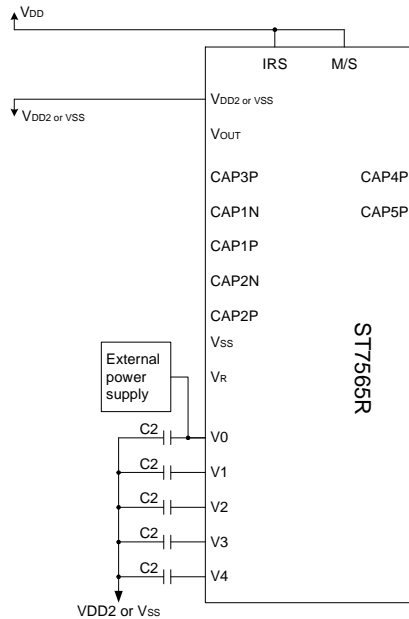 VDD
IRS M/S
VDD2 or VSS
VDD2 or VSS
VOUT
CAP3P CAP4P
CAP1N CAP5P
CAP1P
CAP2N
CAP2P
VSS
External
power
supply
VR
ST7565R
C2 V0
C2 V1
C2 V2
C2 V3
C2 V4
VDD2 or VSS